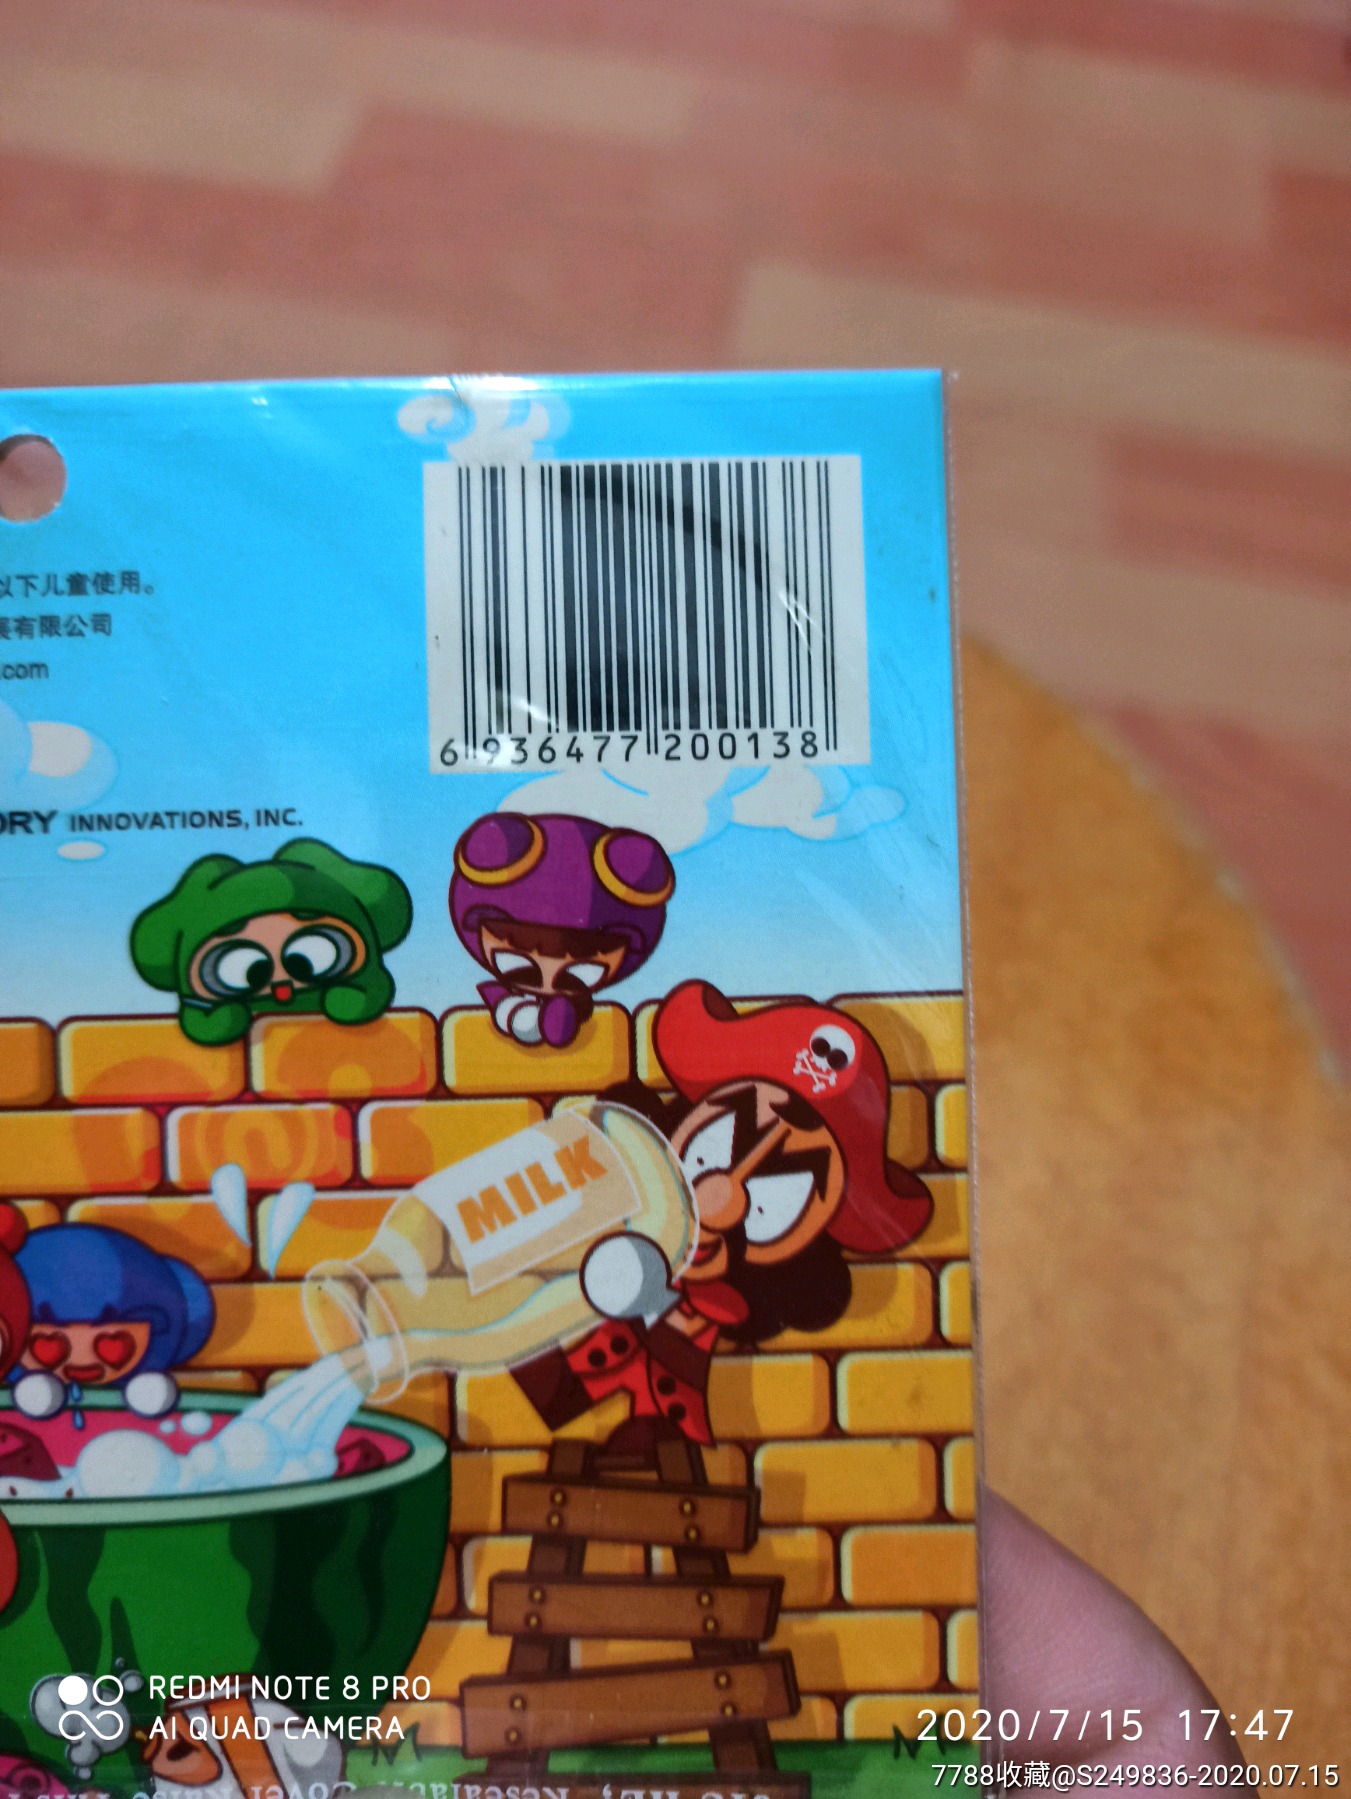 6 936477 200138
以下儿童使用。
展有限公司
.com
ORY INNOVATIONS, INC.
MILK
REDMI NOTE 8 PRO
AI QUAD CAMERA
2020/7/15 17:47
7788收藏@S249836-2020.07.15